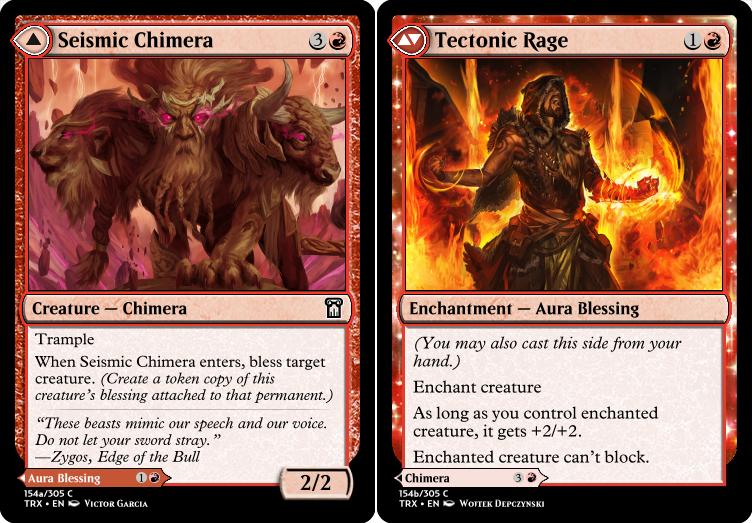 Seismic Chimera 3
Creature — Chimera
Trample
When Seismic Chimera enters, bless target
creature. (Create a token copy of this
creature's blessing attached to that permanent.)
"These beasts mimic our speech and our voice.
Do not let your sword stray."
—Zygos, Edge of the Bull
Aura Blessing 1
2/2
154a/305 C
TRX • EN Victor Garcia
Tectonic Rage 1
Enchantment — Aura Blessing
(You may also cast this side from your
hand.)
Enchant creature
As long as you control enchanted
creature, it gets +2/+2.
Enchanted creature can't block.
Chimera 3
154b/305 C
TRX • EN Wojtek Depczynski